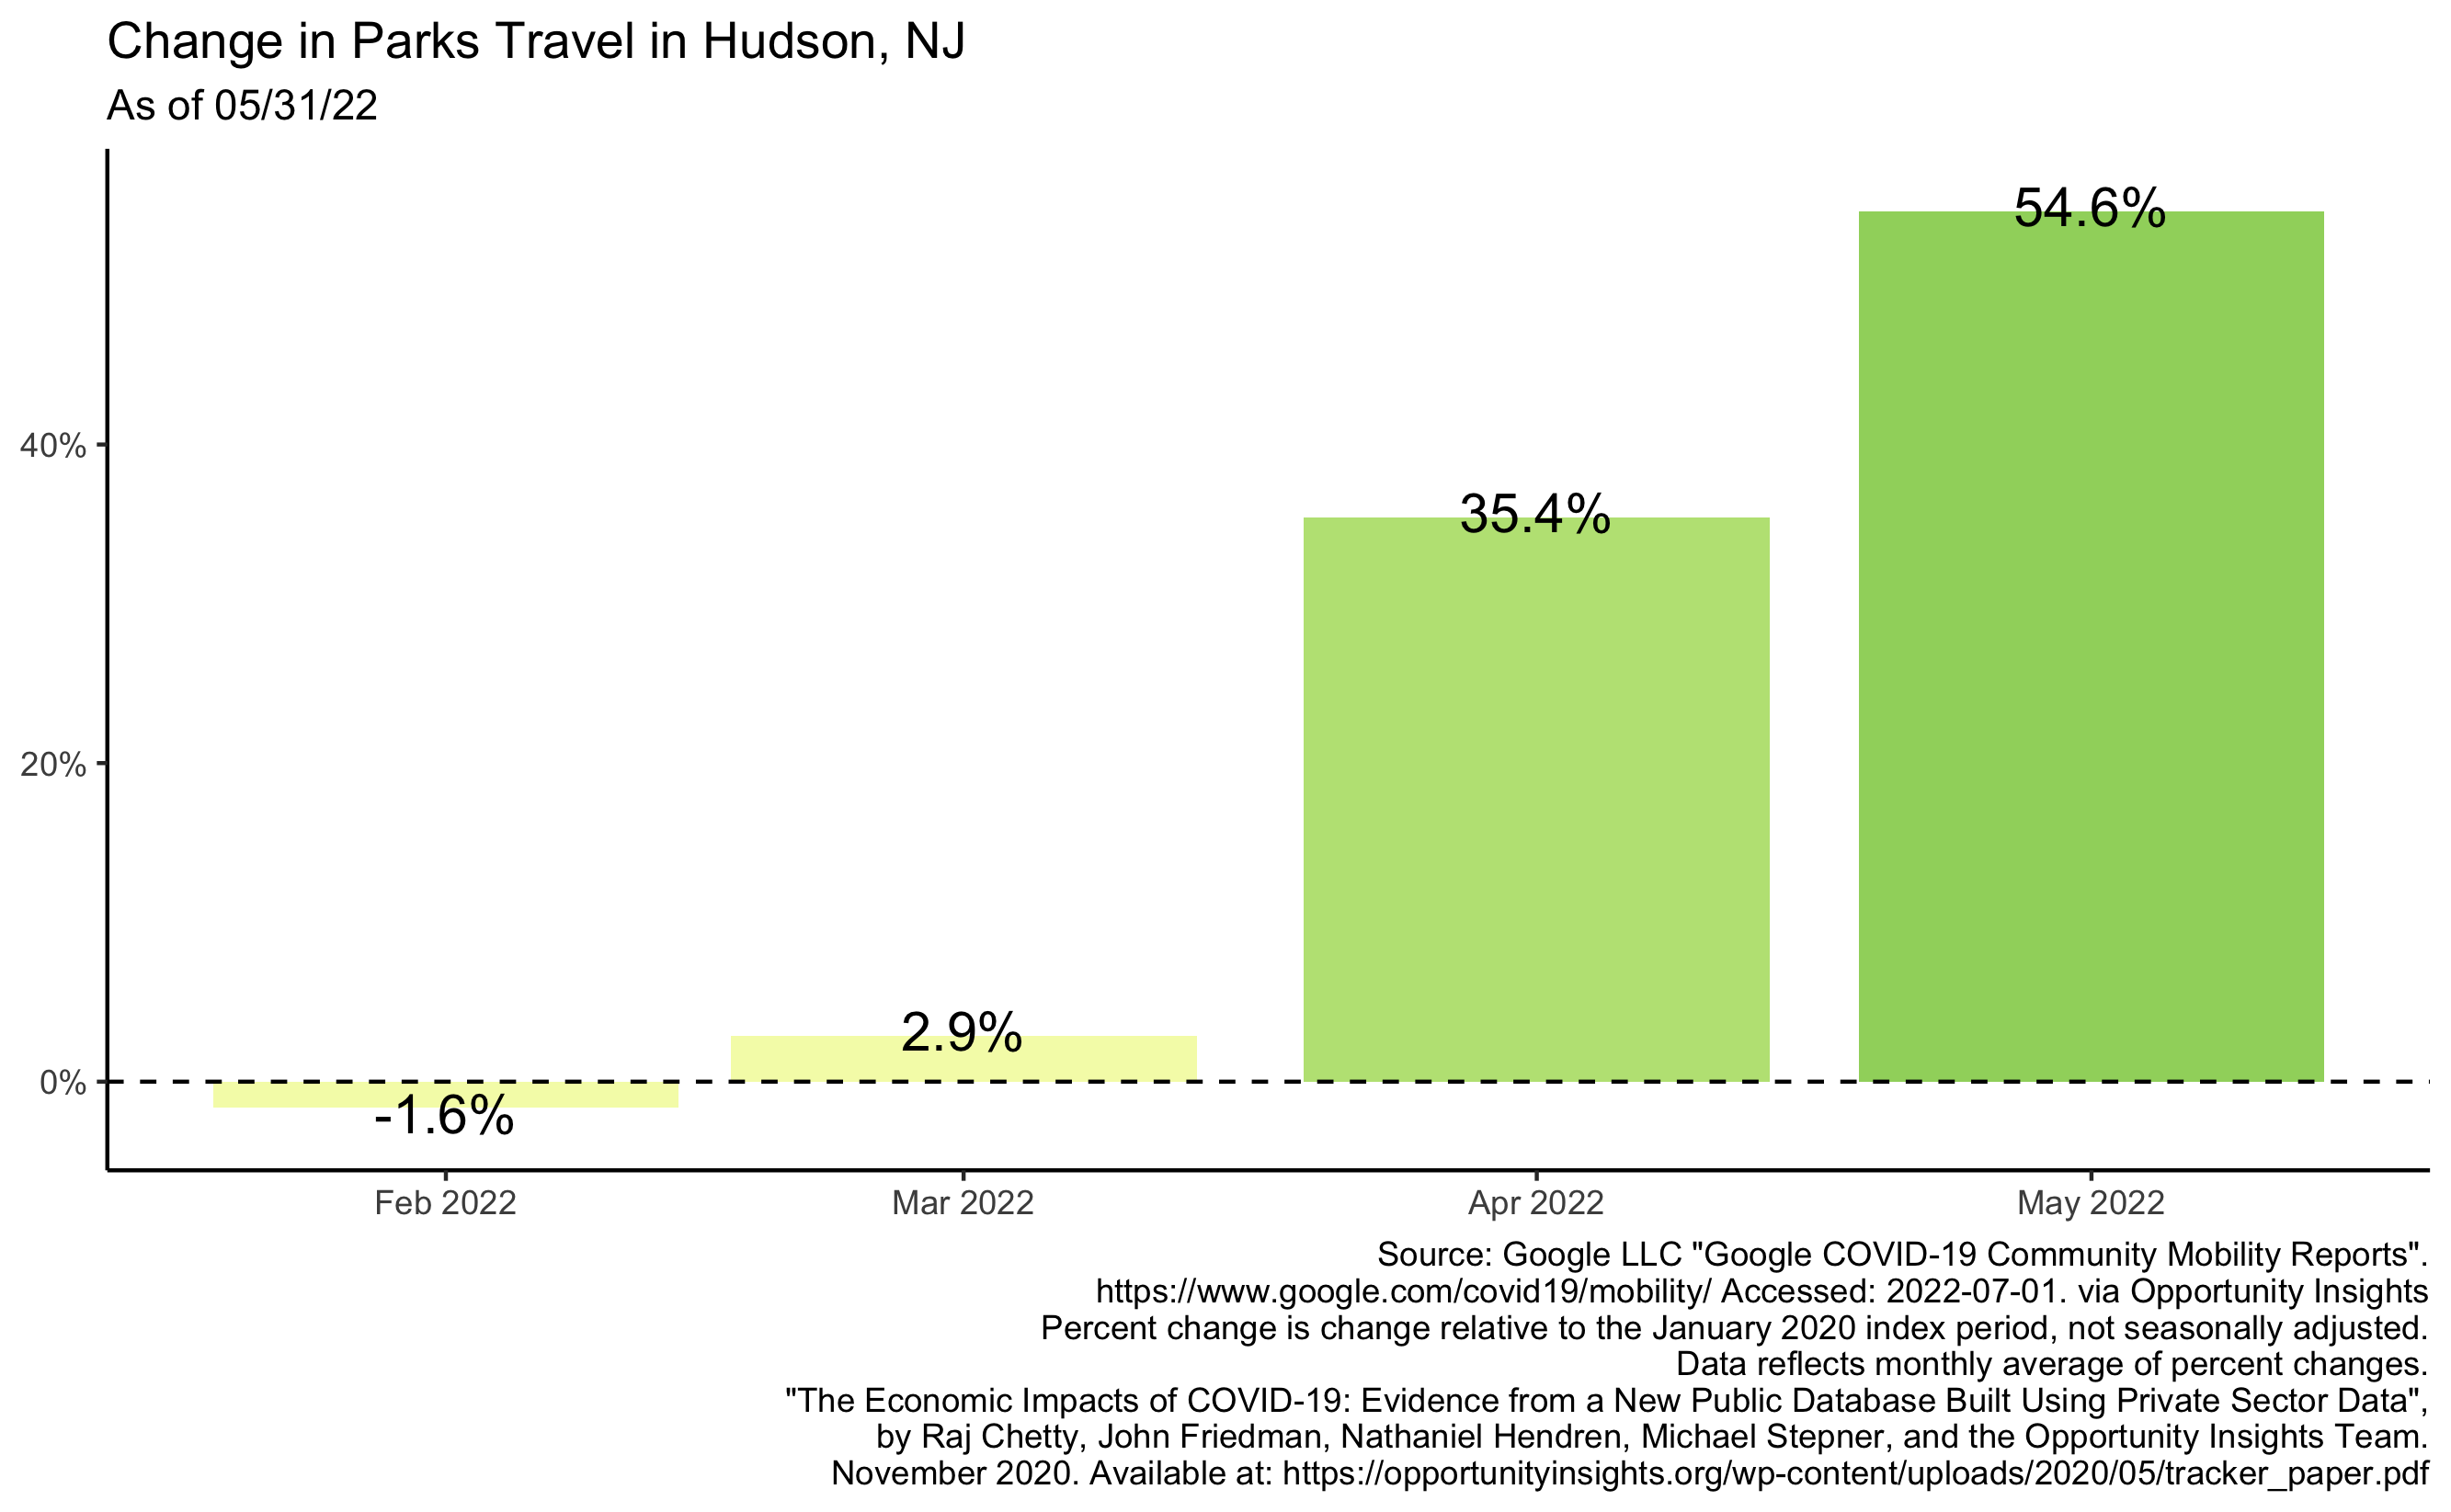 Change in Parks Travel in Hudson, NJ
As of 05/31/22
54.6%
40%
35.4%
20%
2.9%
0%
-1.6%
Feb 2022 Mar 2022 Apr 2022 May 2022
Source: Google LLC "Google COVID-19 Community Mobility Reports".
https://www.google.com/covid19/mobility/ Accessed: 2022-07-01. via Opportunity Insights
Percent change is change relative to the January 2020 index period, not seasonally adjusted.
Data reflects monthly average of percent changes.
"The Economic Impacts of COVID-19: Evidence from a New Public Database Built Using Private Sector Data",
by Raj Chetty, John Friedman, Nathaniel Hendren, Michael Stepner, and the Opportunity Insights Team.
November 2020. Available at: https://opportunityinsights.org/wp-content/uploads/2020/05/tracker_paper.pdf